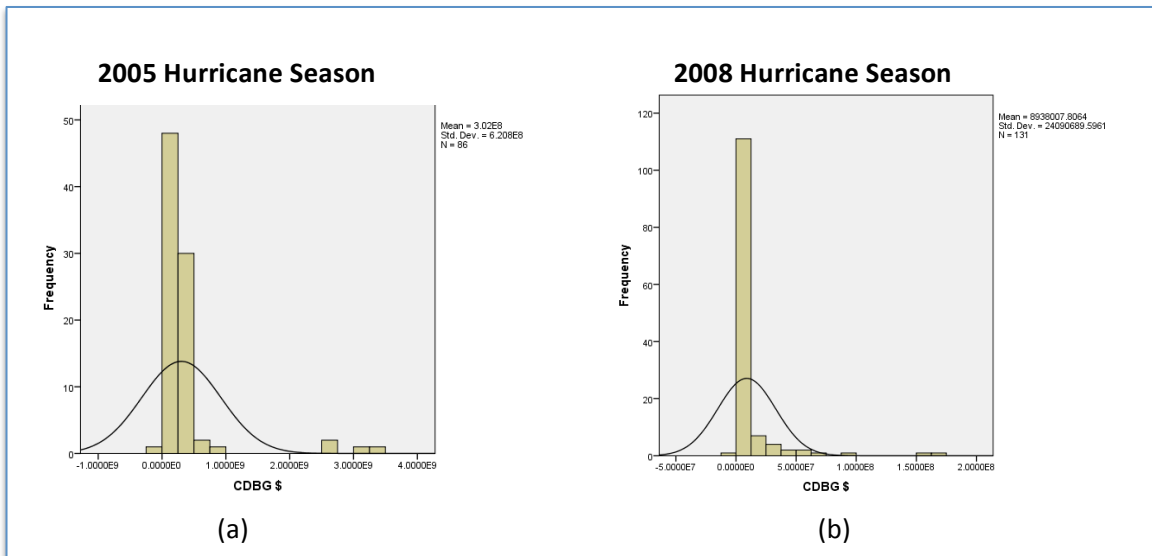 2005 Hurricane Season
Mean = 3.02E8
Std. Dev. = 6.208E8
N = 86
50
40
30
20
10
0
Frequency
-1.0000E9 0.0000E0 1.0000E9 2.0000E9 3.0000E9 4.0000E9
CDBG $
(a)
2008 Hurricane Season
Mean = 8938007.8064
Std. Dev. = 24090689.5961
N = 131
120
100
80
60
40
20
0
Frequency
-5.0000E7 0.0000E0 5.0000E7 1.0000E8 1.5000E8 2.0000E8
CDBG $
(b)